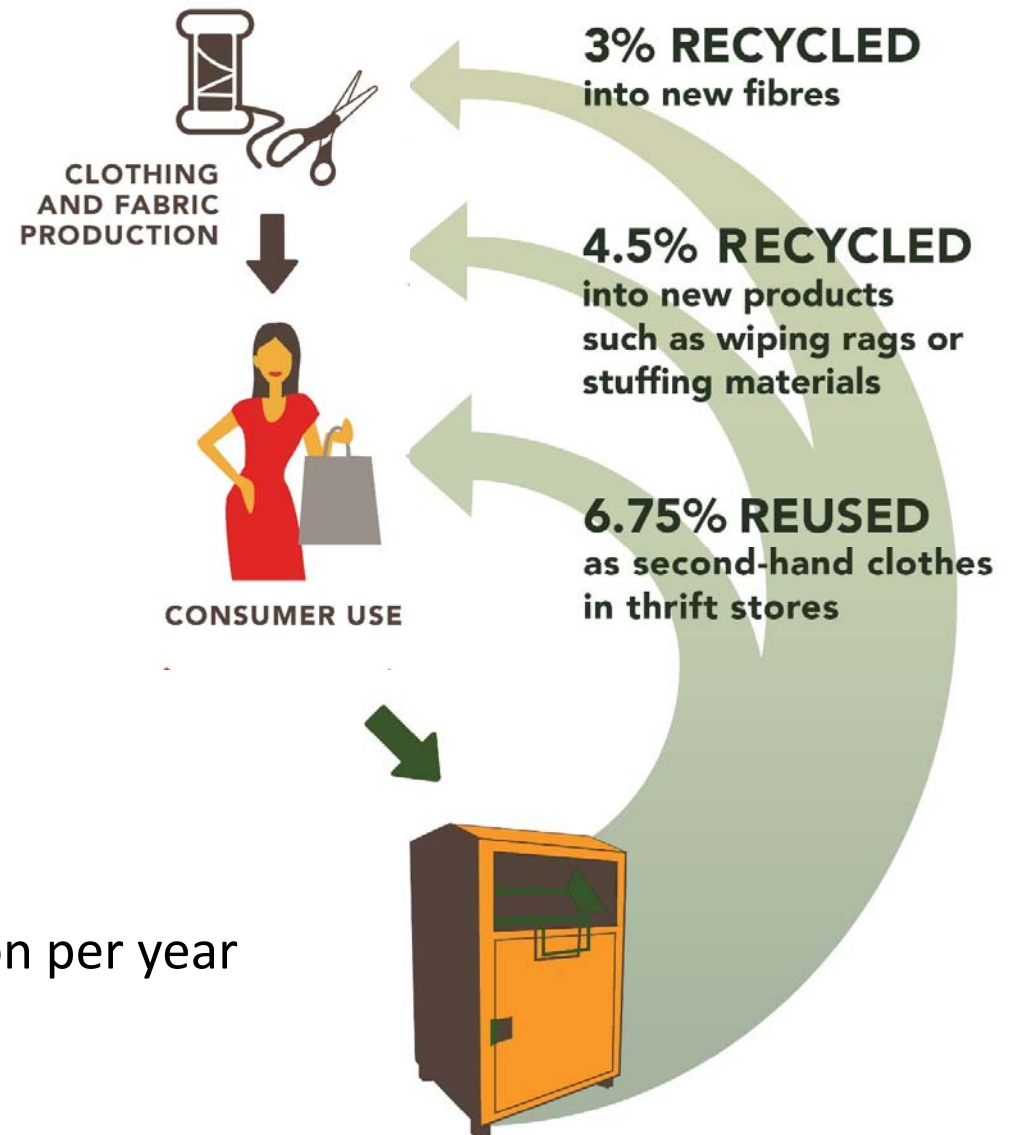 3% RECYCLED
into new fibres
CLOTHING
AND FABRIC
PRODUCTION
4.5% RECYCLED
into new products
such as wiping rags or
stuffing materials
6.75% REUSED
as second-hand clothes
in thrift stores
CONSUMER USE
per year